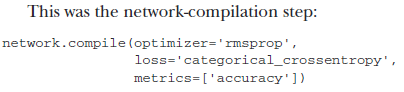 This was the network-compilation step:
network.compile(optimizer='rmsprop',
loss='categorical_crossentropy',
metrics=['accuracy'])